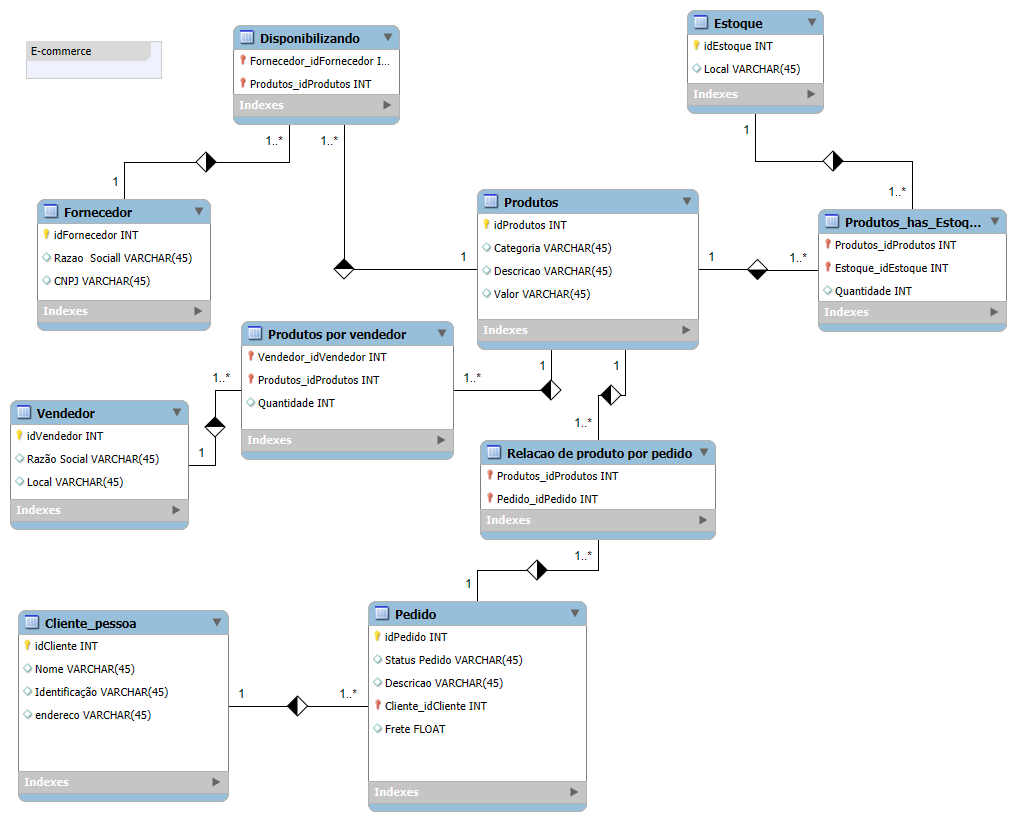 E-commerce
Disponibilizando
Fornecedor_idFornecedor I...
Produtos_idProdutos INT
Indexes
Estoque
idEstoque INT
Local VARCHAR(45)
Indexes
1..*
1..*
1
1
1..*
Fornecedor
idFornecedor INT
Razao Sociall VARCHAR(45)
CNPJ VARCHAR(45)
Indexes
Produtos
idProdutos INT
Categoria VARCHAR(45)
Descricao VARCHAR(45)
Valor VARCHAR(45)
Indexes
Produtos_has_Estoq...
Produtos_idProdutos INT
Estoque_idEstoque INT
Quantidade INT
Indexes
1
1
1..*
Produtos por vendedor
Vendedor_idVendedor INT
Produtos_idProdutos INT
Quantidade INT
Indexes
1..*
1..*
1
1
Vendedor
idVendedor INT
Razão Social VARCHAR(45)
Local VARCHAR(45)
Indexes
1
1..*
Relacao de produto por pedido
Produtos_idProdutos INT
Pedido_idPedido INT
Indexes
1..*
1
Cliente_pessoa
idCliente INT
Nome VARCHAR(45)
Identificação VARCHAR(45)
endereco VARCHAR(45)
Indexes
1
1..*
Pedido
idPedido INT
Status Pedido VARCHAR(45)
Descricao VARCHAR(45)
Cliente_idCliente INT
Frete FLOAT
Indexes